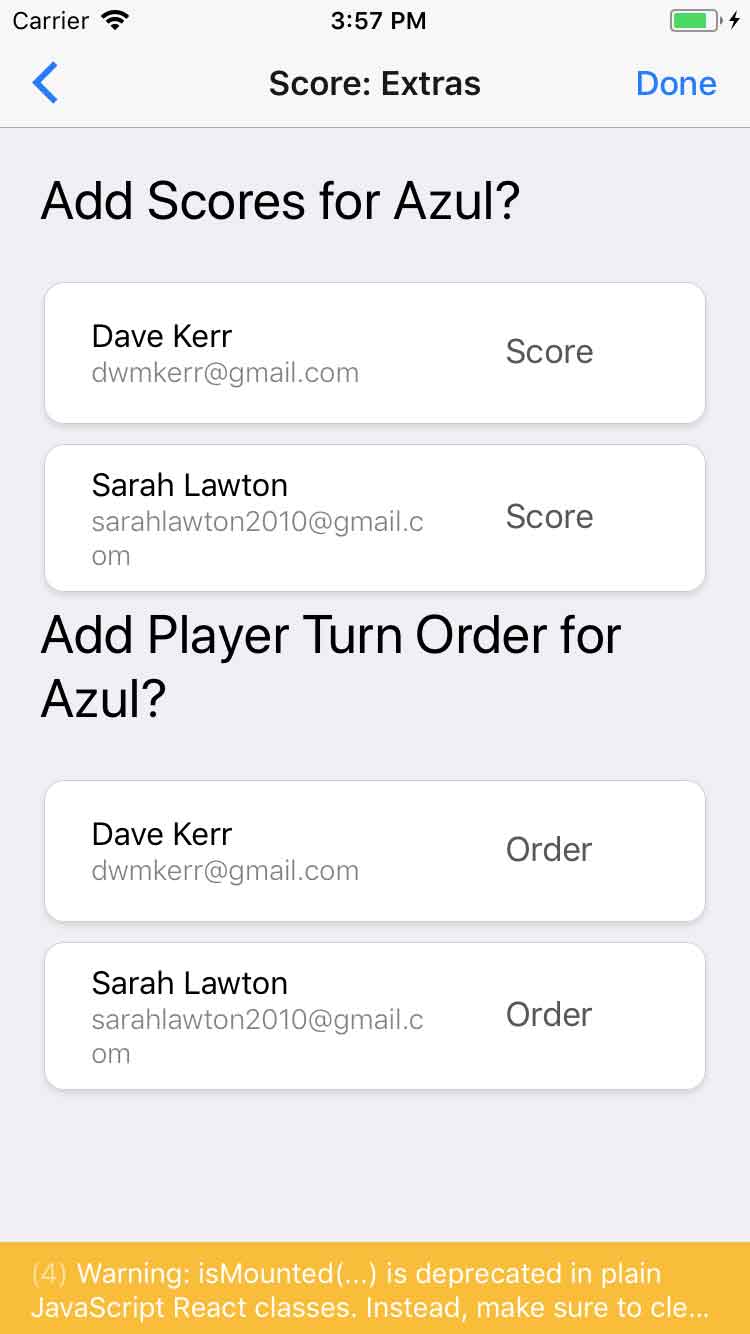 Carrier 3:57 PM
Score: Extras Done
Add Scores for Azul?
Dave Kerr
dwmkerr@gmail.com
Score
Sarah Lawton
sarahlawton2010@gmail.c
om
Score
Add Player Turn Order for
Azul?
Dave Kerr
dwmkerr@gmail.com
Order
Sarah Lawton
sarahlawton2010@gmail.c
om
Order
(4) Warning: isMounted(...) is deprecated in plain
JavaScript React classes. Instead, make sure to cle...